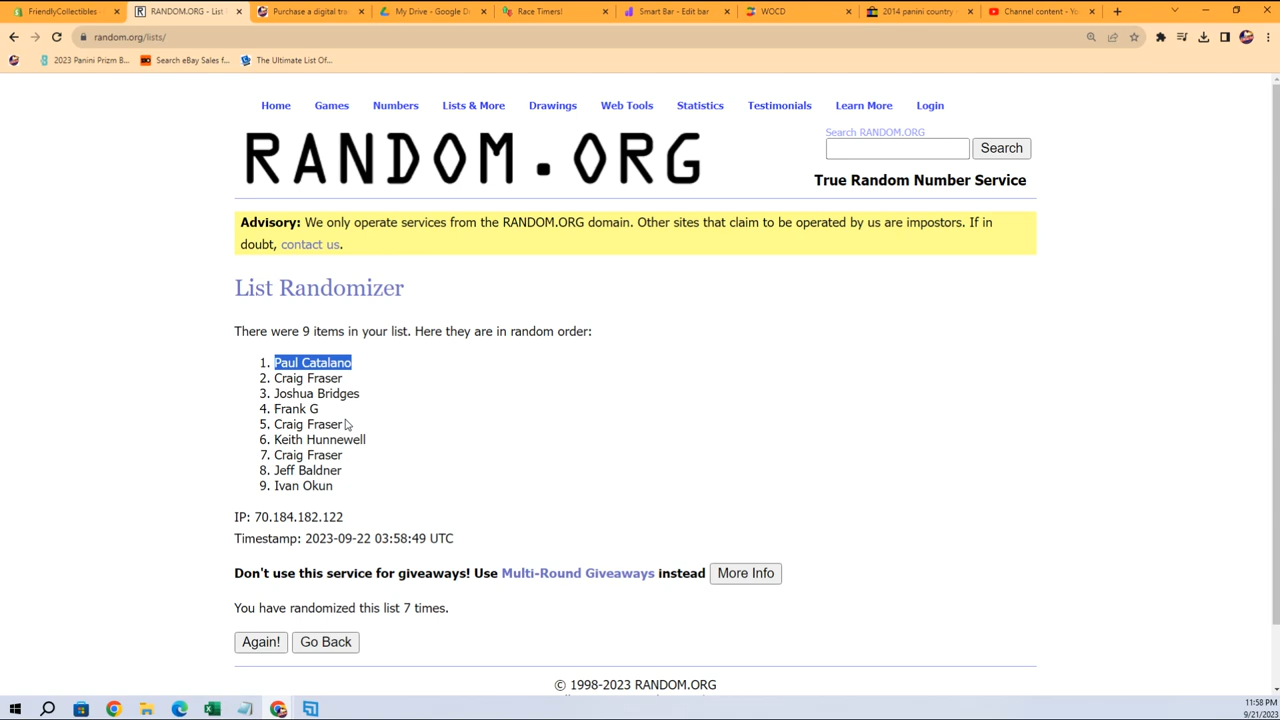 FriendlyCollectibles
RANDOM.ORG - List
Purchase a digital tra
My Drive - Google D
Race Timers!
Smart Bar - Edit bar
WOCD
2014 panini country
Channel content - Yo
random.org/lists/
2023 Panini Prizm B...
Search eBay Sales f...
The Ultimate List Of...
Home Games Numbers Lists & More Drawings Web Tools Statistics Testimonials Learn More Login
RANDOM.ORG
Search RANDOM.ORG
Search
True Random Number Service
Advisory: We only operate services from the RANDOM.ORG domain. Other sites that claim to be operated by us are impostors. If in
doubt, contact us.
List Randomizer
There were 9 items in your list. Here they are in random order:
1. Paul Catalano
2. Craig Fraser
3. Joshua Bridges
4. Frank G
5. Craig Fraser
6. Keith Hunnewell
7. Craig Fraser
8. Jeff Baldner
9. Ivan Okun
IP: 70.184.182.122
Timestamp: 2023-09-22 03:58:49 UTC
Don't use this service for giveaways! Use Multi-Round Giveaways instead More Info
You have randomized this list 7 times.
Again! Go Back
© 1998-2023 RANDOM.ORG
11:58 PM
9/21/2023